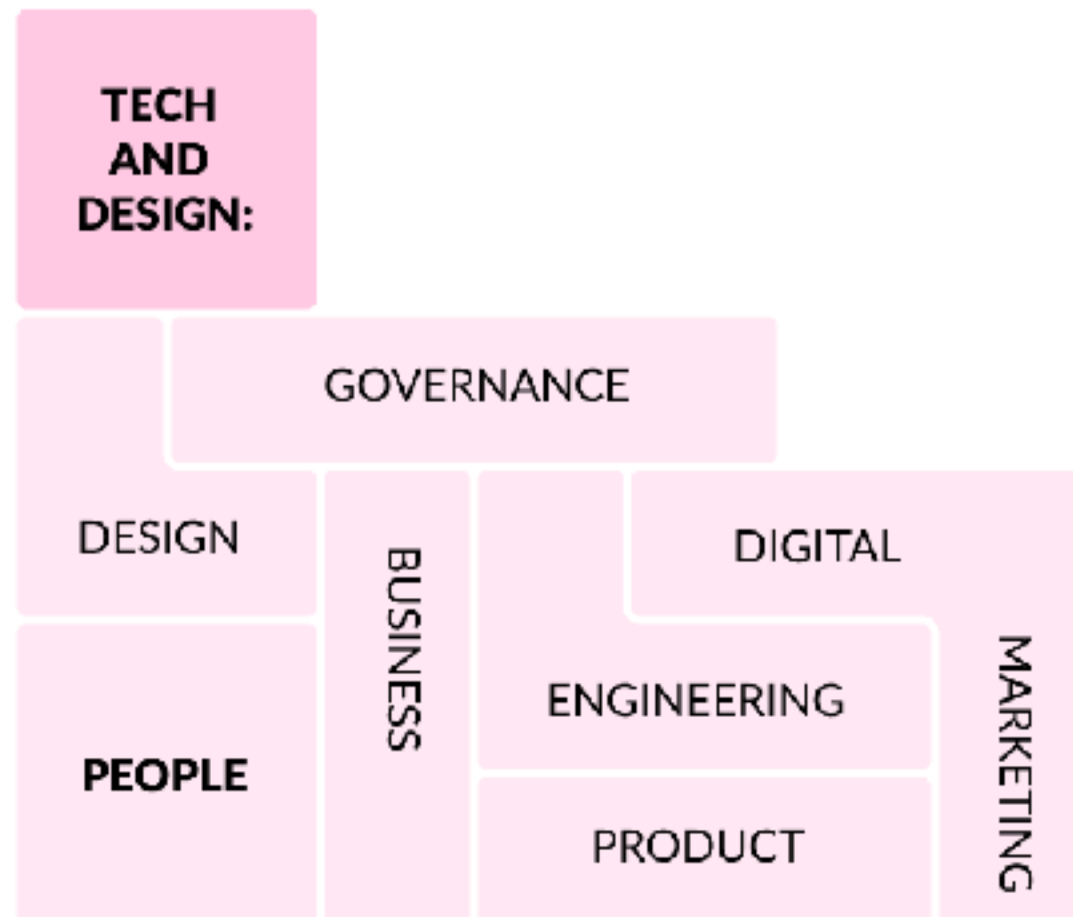 TECH
AND
DESIGN:
GOVERNANCE
DESIGN
BUSINESS
DIGITAL
MARKETING
ENGINEERING
PEOPLE
PRODUCT